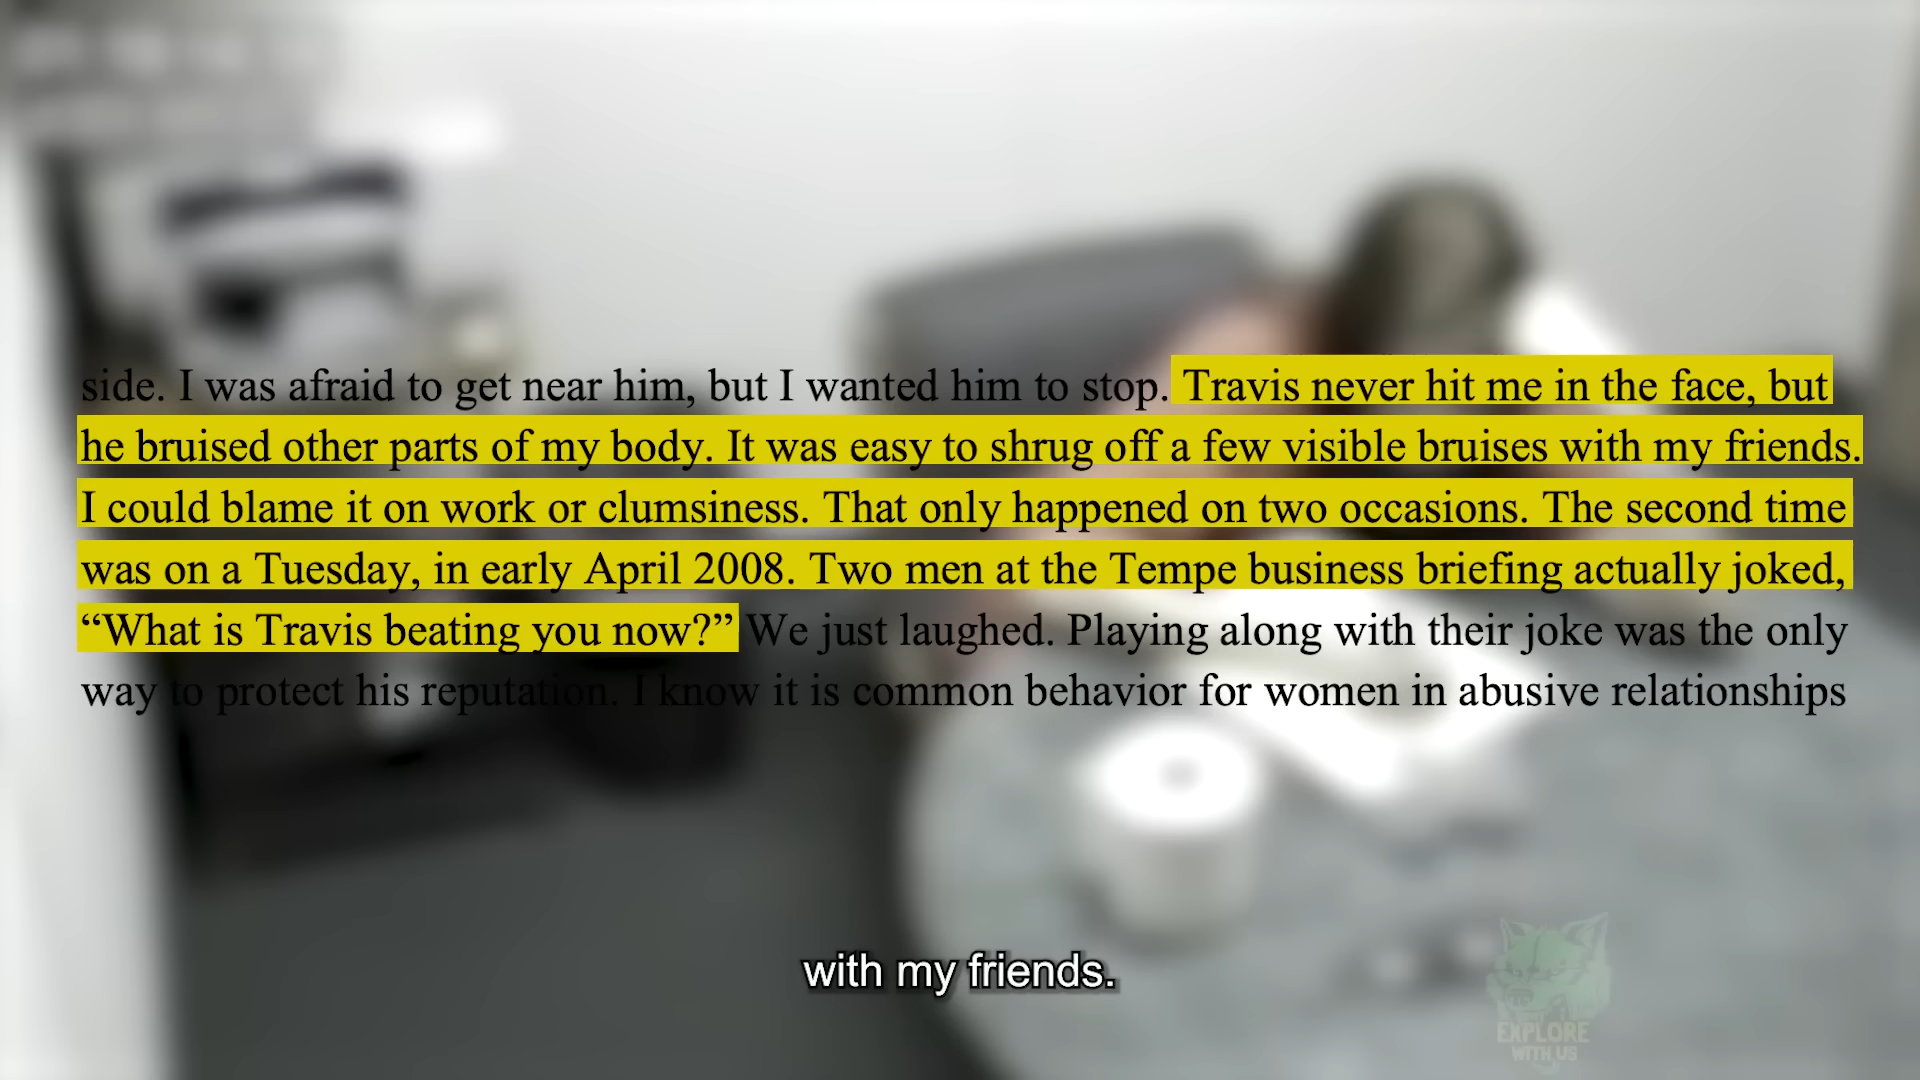 side. I was afraid to get near him, but I wanted him to stop. Travis never hit me in the face, but
he bruised other parts of my body. It was easy to shrug off a few visible bruises with my friends.
I could blame it on work or clumsiness. That only happened on two occasions. The second time
was on a Tuesday, in early April 2008. Two men at the Tempe business briefing actually joked,
“What is Travis beating you now?” We just laughed. Playing along with their joke was the only
way to protect his reputation. I know it is common behavior for women in abusive relationships
with my friends.
EXPLORE
WITH US